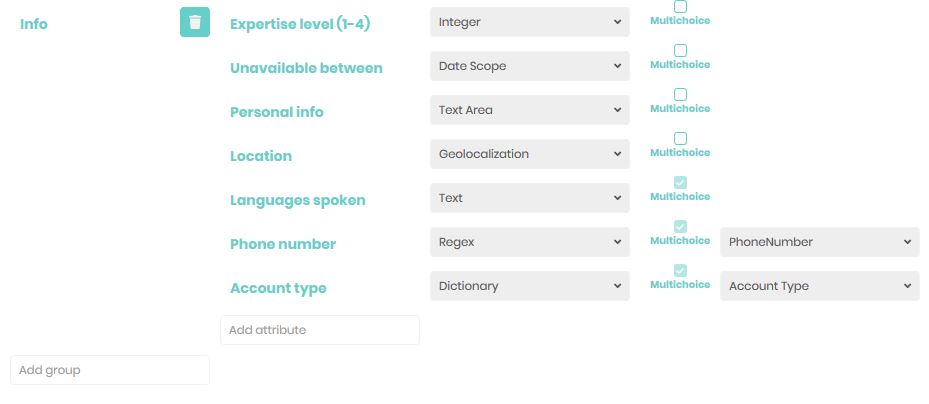 Info
Expertise level (1-4)
Integer
Multichoice
Unavailable between
Date Scope
Multichoice
Personal info
Text Area
Multichoice
Location
Geolocalization
Multichoice
Languages spoken
Text
Multichoice
Phone number
Regex
Multichoice
PhoneNumber
Account type
Dictionary
Multichoice
Account Type
Add attribute
Add group